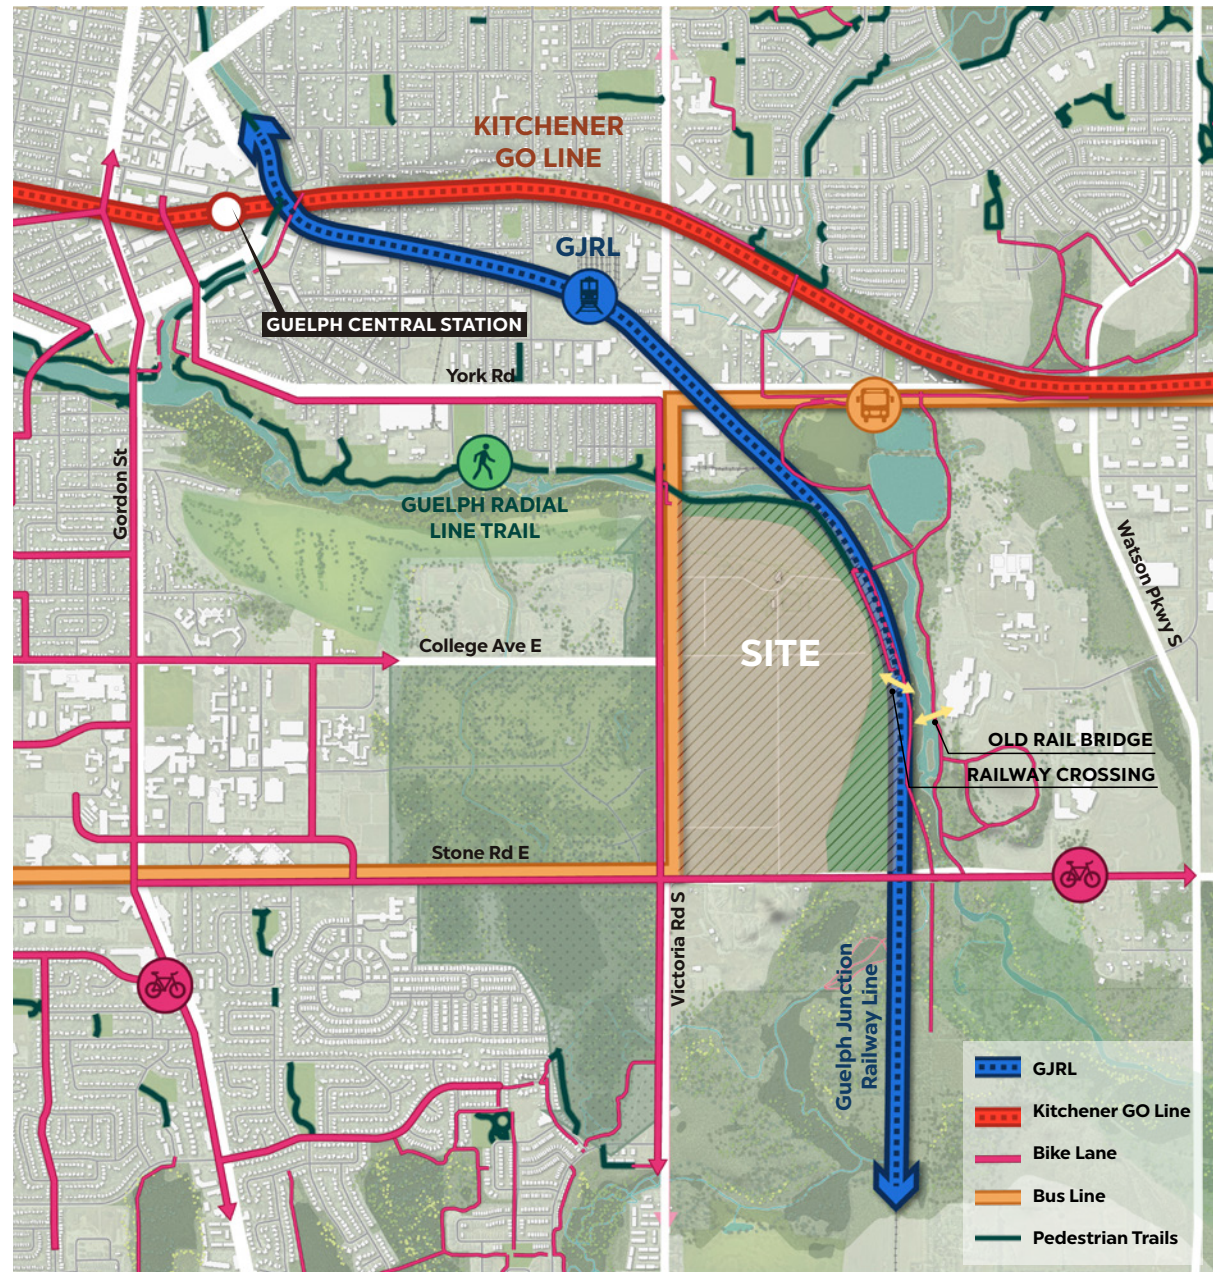 KITCHENER
GO LINE
GJRL
GUELPH CENTRAL STATION
York Rd
Gordon St
GUELPH RADIAL
LINE TRAIL
Watson Pkwy S
College Ave E
SITE
OLD RAIL BRIDGE
RAILWAY CROSSING
Stone Rd E
Victoria Rd S
Guelph Junction
Railway Line
GJRL
Kitchener GO Line
Bike Lane
Bus Line
Pedestrian Trails